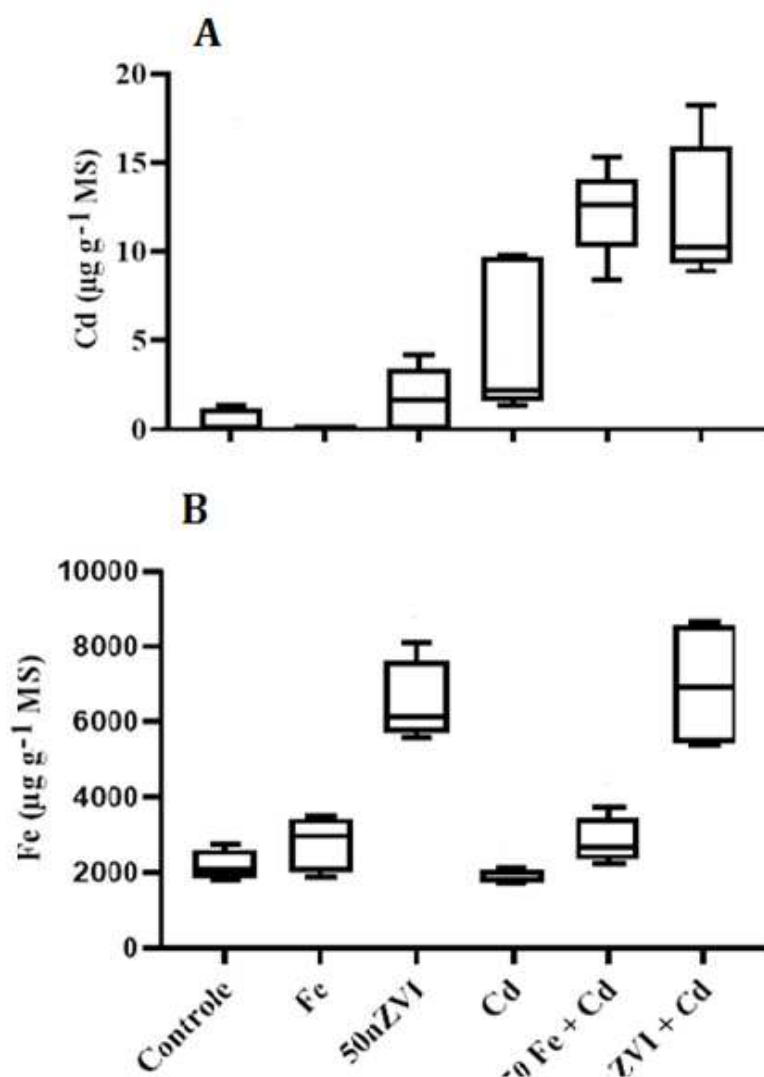 A
Cd (µg g⁻¹ MS)
20
15
10
5
0
B
Fe (µg g⁻¹ MS)
10000
8000
6000
4000
2000
0
Controle
Fe
50nZVI
Cd
50 Fe + Cd
ZVI + Cd